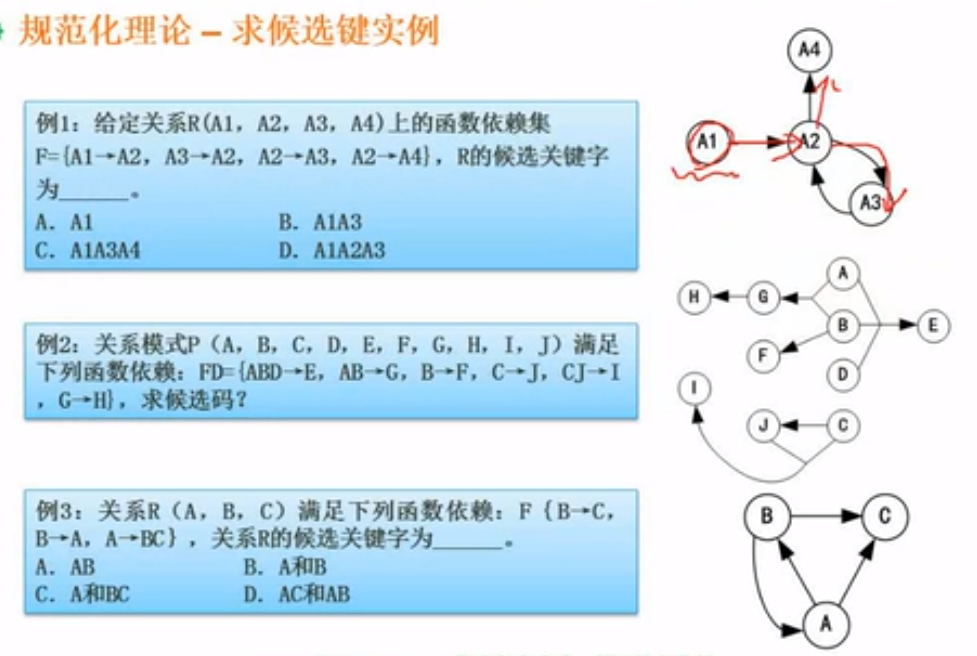 规范化理论 – 求候选键实例
例1: 给定关系R(A1, A2, A3, A4)上的函数依赖集
F={A1→A2, A3→A2, A2→A3, A2→A4}, R的候选关键字
为______。
A. A1 B. A1A3
C. A1A3A4 D. A1A2A3
A4
A1 A2
A3
例2: 关系模式P（A, B, C, D, E, F, G, H, I, J）满足
下列函数依赖: FD={ABD→E, AB→G, B→F, C→J, CJ→I
, G→H}, 求候选码?
A
H G
B E
F
D
I
J C
例3: 关系R（A, B, C）满足下列函数依赖: F｛B→C,
B→A, A→BC｝, 关系R的候选关键字为______。
A. AB B. A和B
C. A和BC D. AC和AB
B C
A